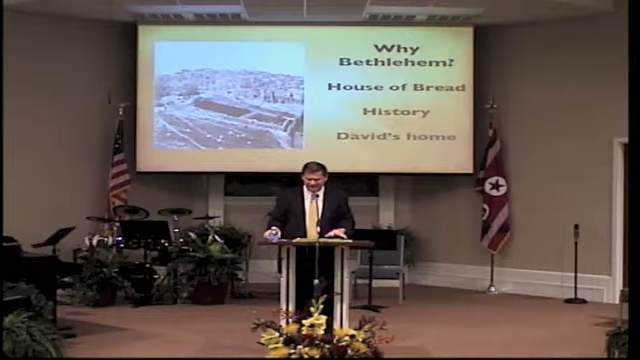 Why
Bethlehem?
House of Bread
History
David's home